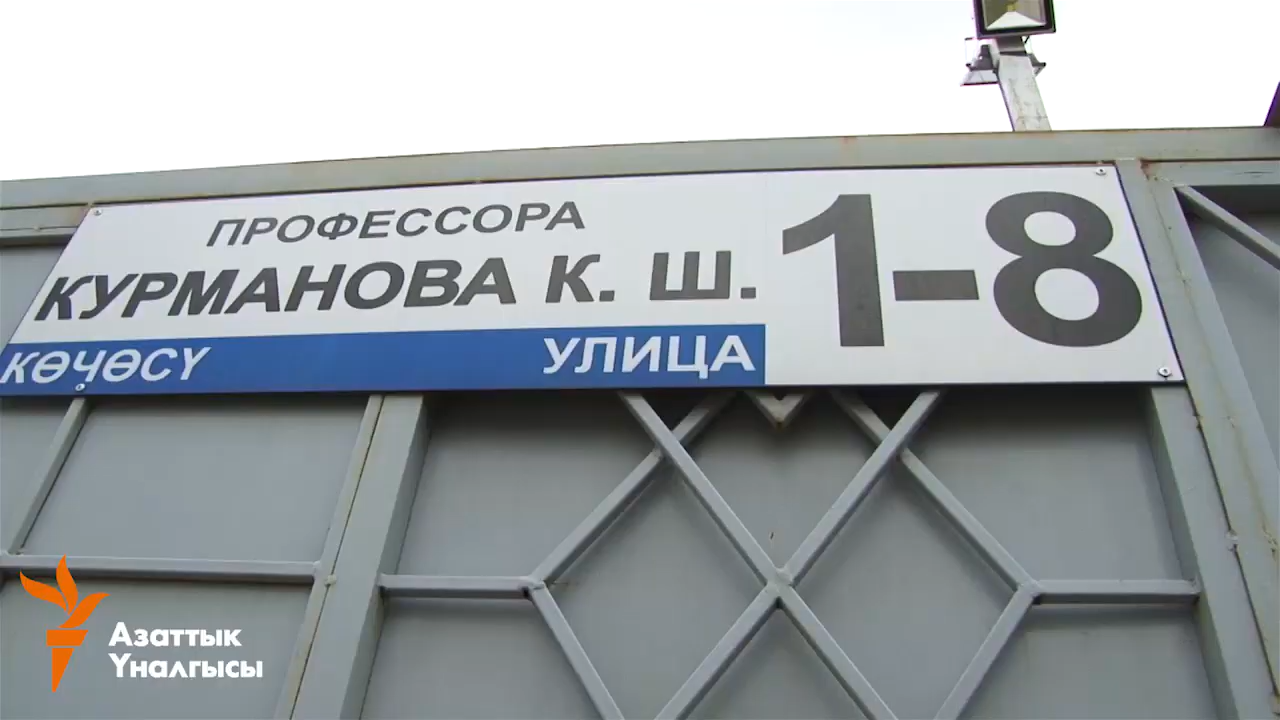 ПРОФЕССОРА
КУРМАНОВА К. Ш.
1-8
КӨЧӨСҮ УЛИЦА
Азаттык
Үналгысы